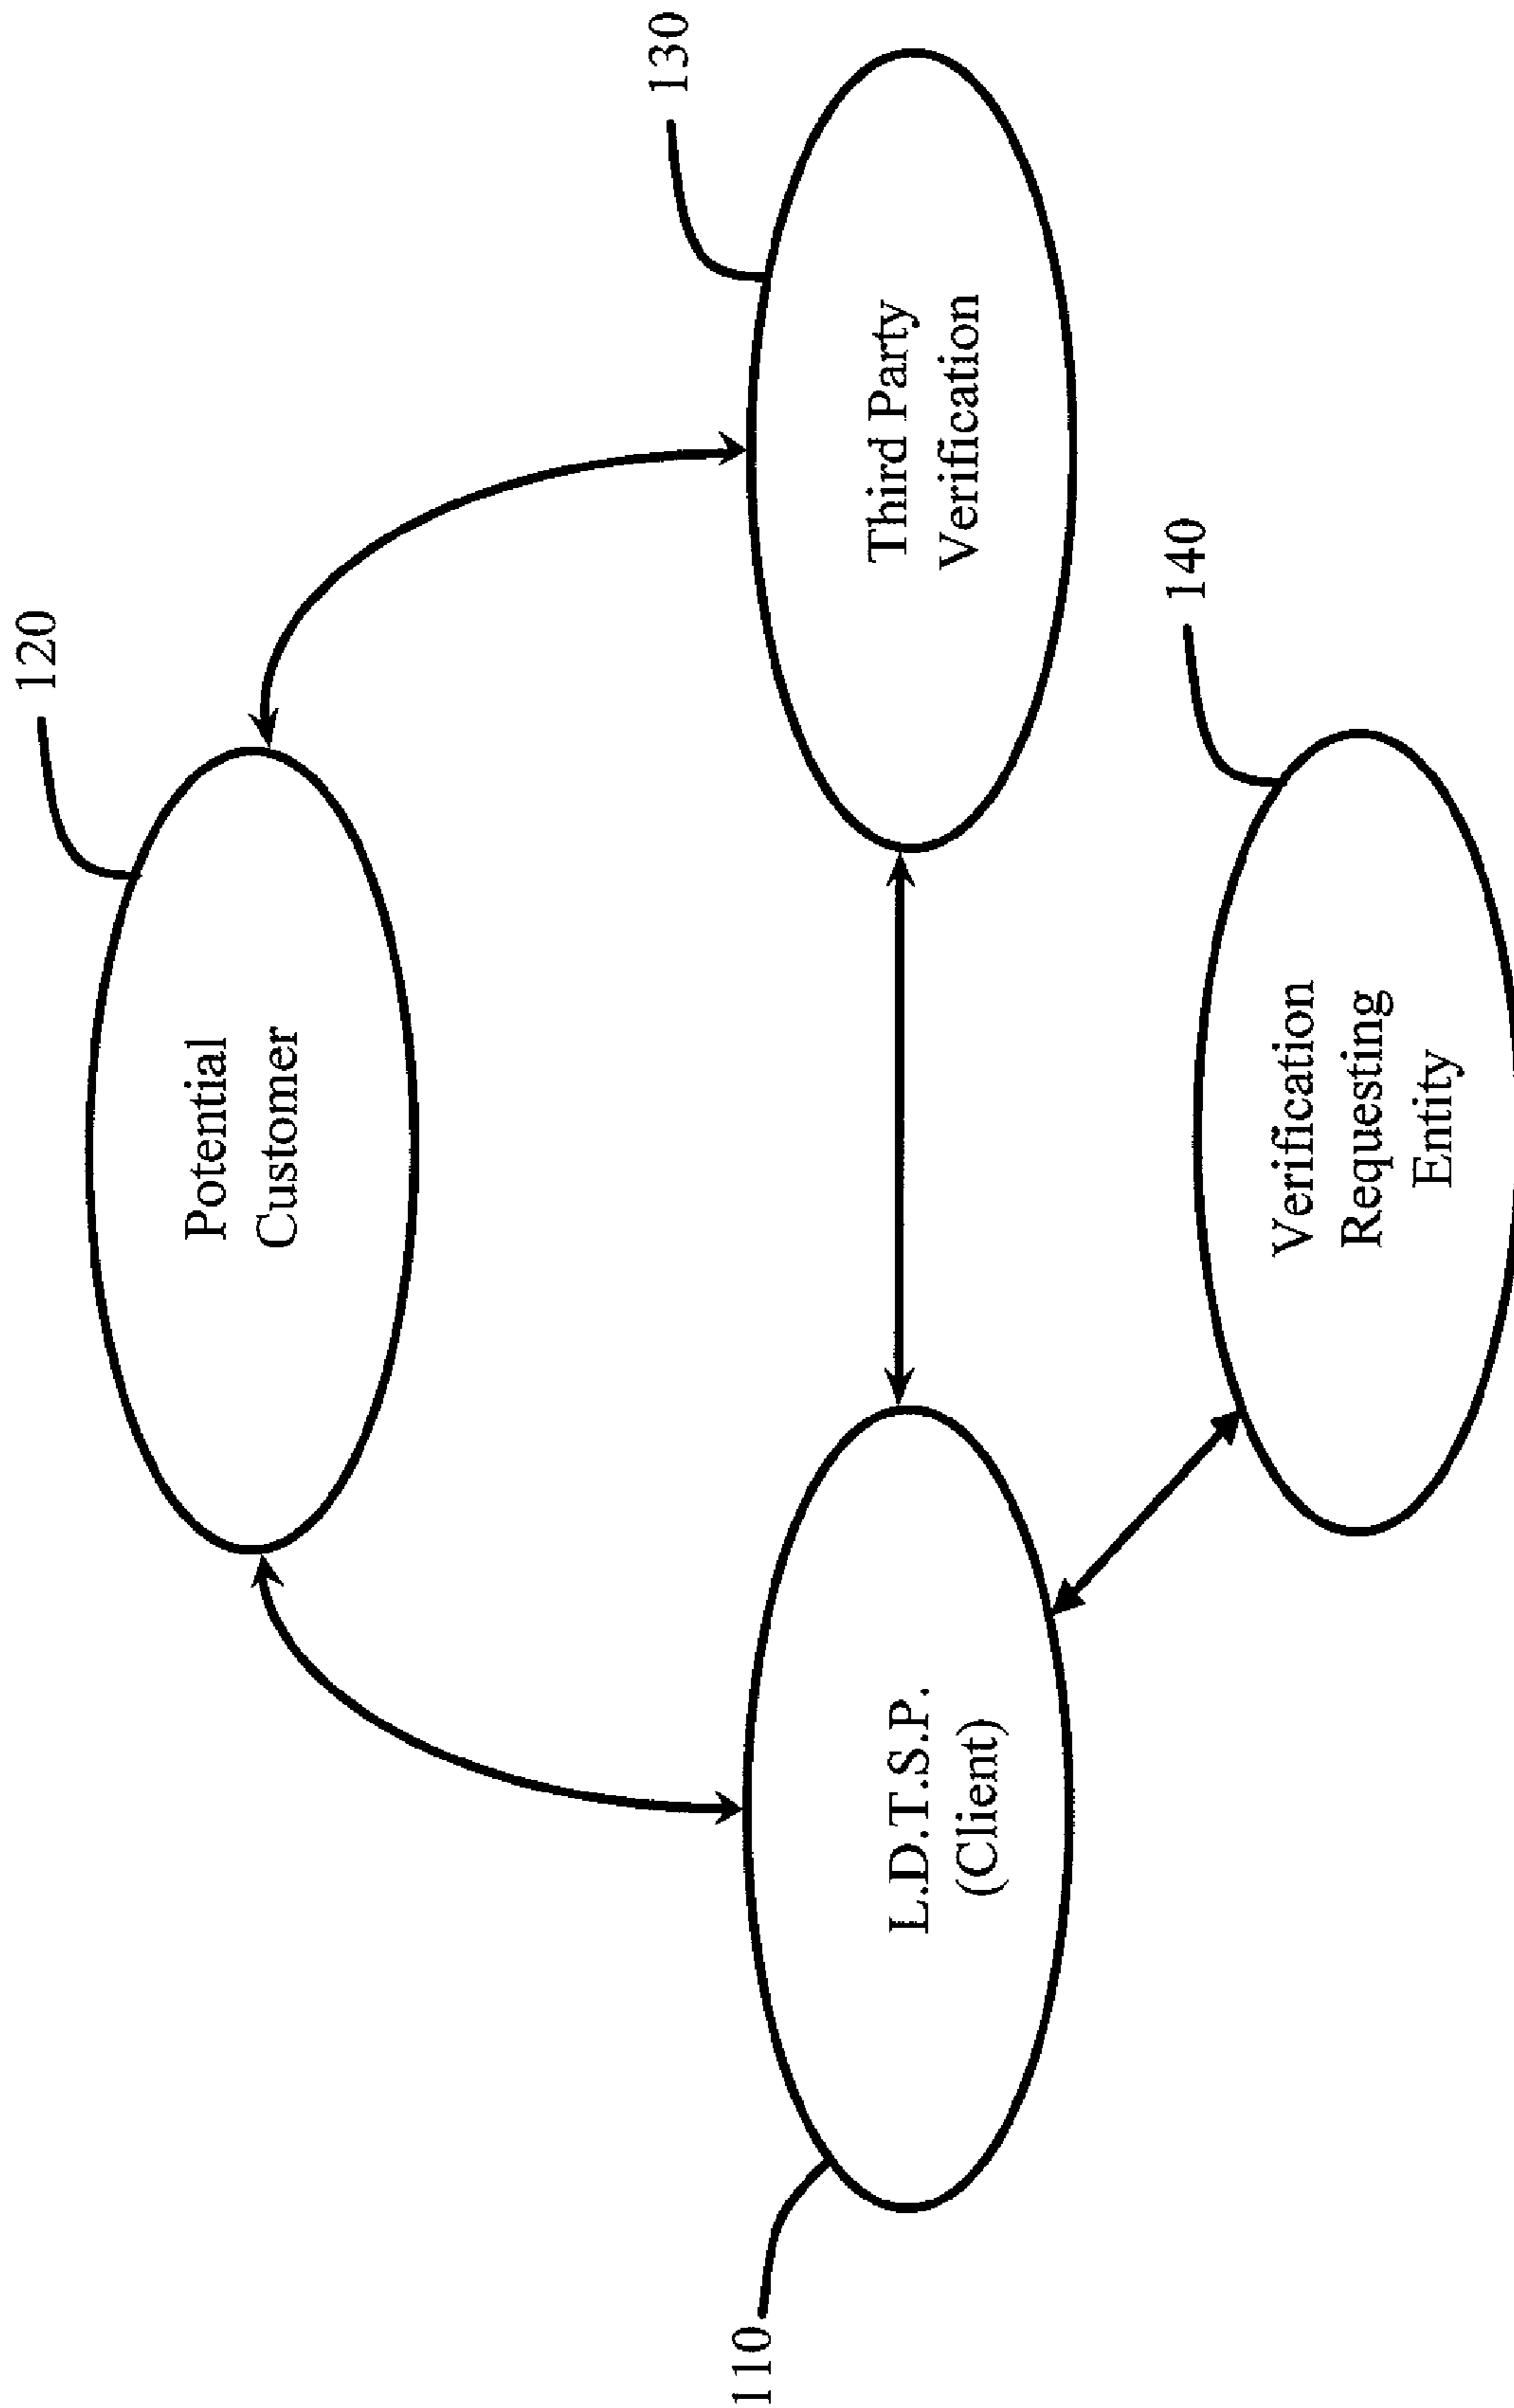 120
Potential
Customer
130
110
L.D.T.S.P.
(Client)
Third Party
Verification
140
Verification
Requesting
Entity